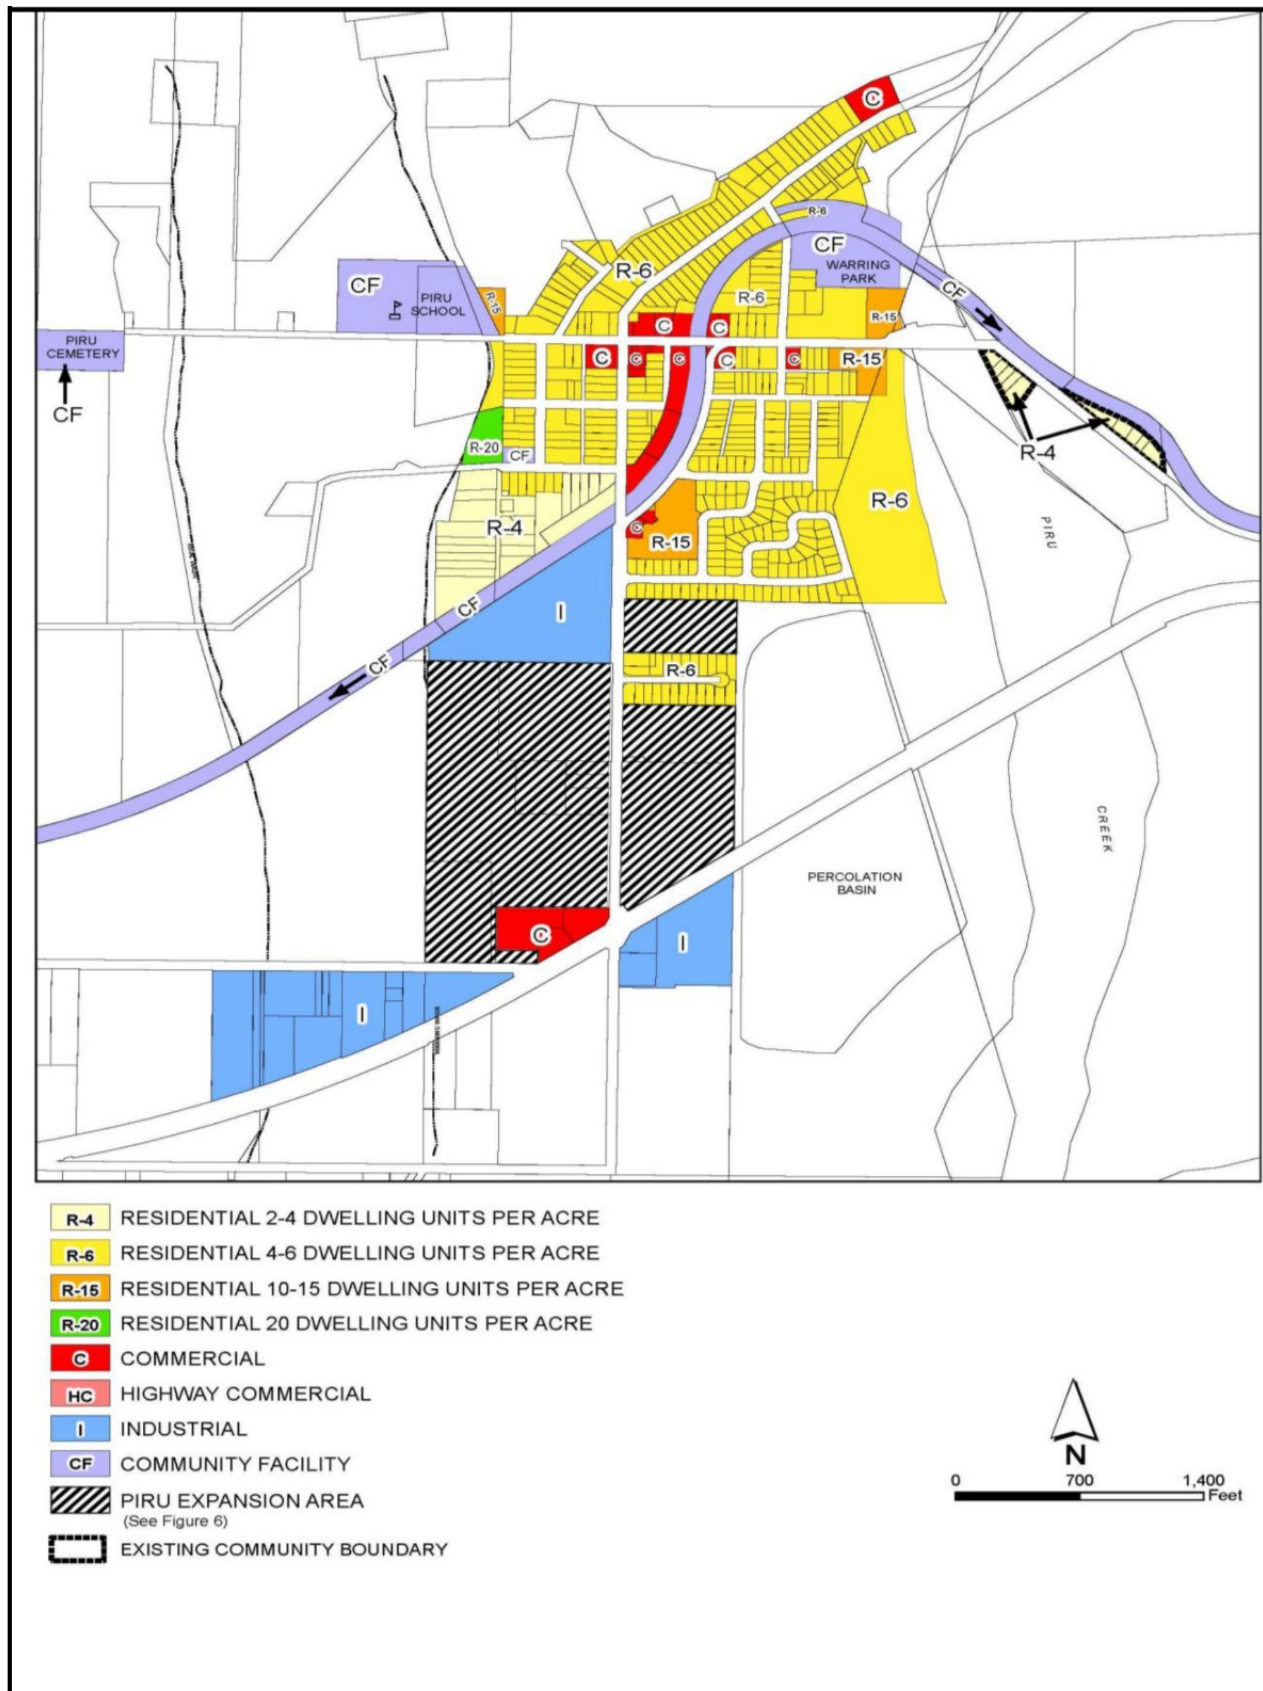 C
R-6
CF
WARRING
PARK
R-6
CF
PIRU
SCHOOL
R-15
R-6
CF
R-15
PIRU
CEMETERY
CF
C
C
C
C
C
C
C
R-15
R-4
R-20
CF
R-4
C
R-15
R-6
PIRU
CF
I
CF
R-6
CREEK
PERCOLATION
BASIN
C
I
I
R-4 RESIDENTIAL 2-4 DWELLING UNITS PER ACRE
R-6 RESIDENTIAL 4-6 DWELLING UNITS PER ACRE
R-15 RESIDENTIAL 10-15 DWELLING UNITS PER ACRE
R-20 RESIDENTIAL 20 DWELLING UNITS PER ACRE
C COMMERCIAL
HC HIGHWAY COMMERCIAL
I INDUSTRIAL
CF COMMUNITY FACILITY
PIRU EXPANSION AREA
(See Figure 6)
EXISTING COMMUNITY BOUNDARY
N
0 700 1,400
Feet